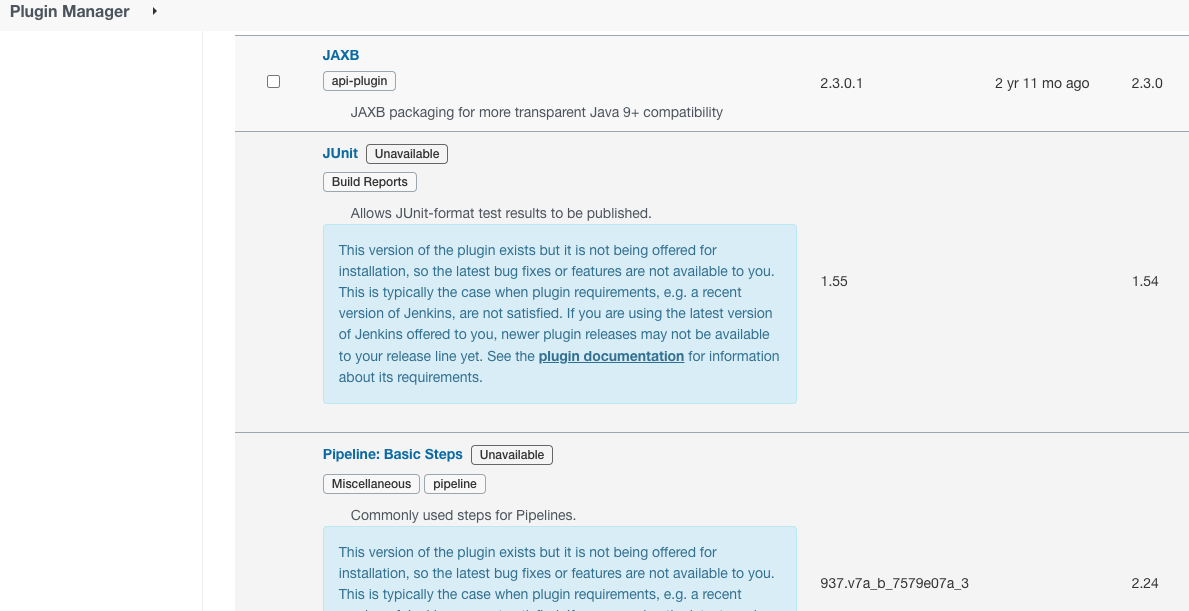 Plugin Manager
JAXB
api-plugin
2.3.0.1
2 yr 11 mo ago
2.3.0
JAXB packaging for more transparent Java 9+ compatibility
JUnit Unavailable
Build Reports
Allows JUnit-format test results to be published.
This version of the plugin exists but it is not being offered for
installation, so the latest bug fixes or features are not available to you.
This is typically the case when plugin requirements, e.g. a recent
version of Jenkins, are not satisfied. If you are using the latest version
of Jenkins offered to you, newer plugin releases may not be available
to your release line yet. See the plugin documentation for information
about its requirements.
1.55
1.54
Pipeline: Basic Steps Unavailable
Miscellaneous pipeline
Commonly used steps for Pipelines.
This version of the plugin exists but it is not being offered for
installation, so the latest bug fixes or features are not available to you.
This is typically the case when plugin requirements, e.g. a recent
937.v7a_b_7579e07a_3
2.24